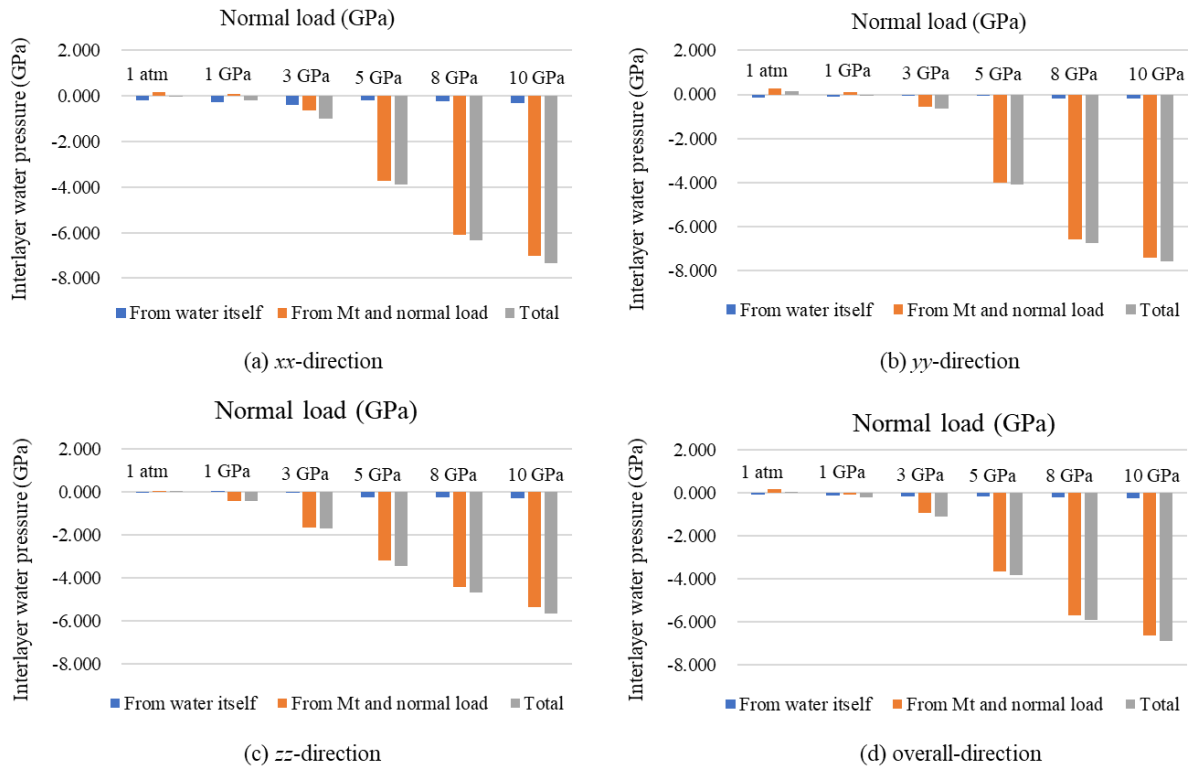 Normal load (GPa)
2.000
1 atm 1 GPa 3 GPa 5 GPa 8 GPa 10 GPa
0.000
-2.000
-4.000
-6.000
-8.000
Interlayer water pressure (GPa)
From water itself From Mt and normal load Total
(a) xx-direction
Normal load (GPa)
2.000
1 atm 1 GPa 3 GPa 5 GPa 8 GPa 10 GPa
0.000
-2.000
-4.000
-6.000
-8.000
Interlayer water pressure (GPa)
From water itself From Mt and normal load Total
(b) yy-direction
Normal load (GPa)
2.000
1 atm 1 GPa 3 GPa 5 GPa 8 GPa 10 GPa
0.000
-2.000
-4.000
-6.000
-8.000
Interlayer water pressure (GPa)
From water itself From Mt and normal load Total
(c) zz-direction
Normal load (GPa)
2.000
1 atm 1 GPa 3 GPa 5 GPa 8 GPa 10 GPa
0.000
-2.000
-4.000
-6.000
-8.000
Interlayer water pressure (GPa)
From water itself From Mt and normal load Total
(d) overall-direction